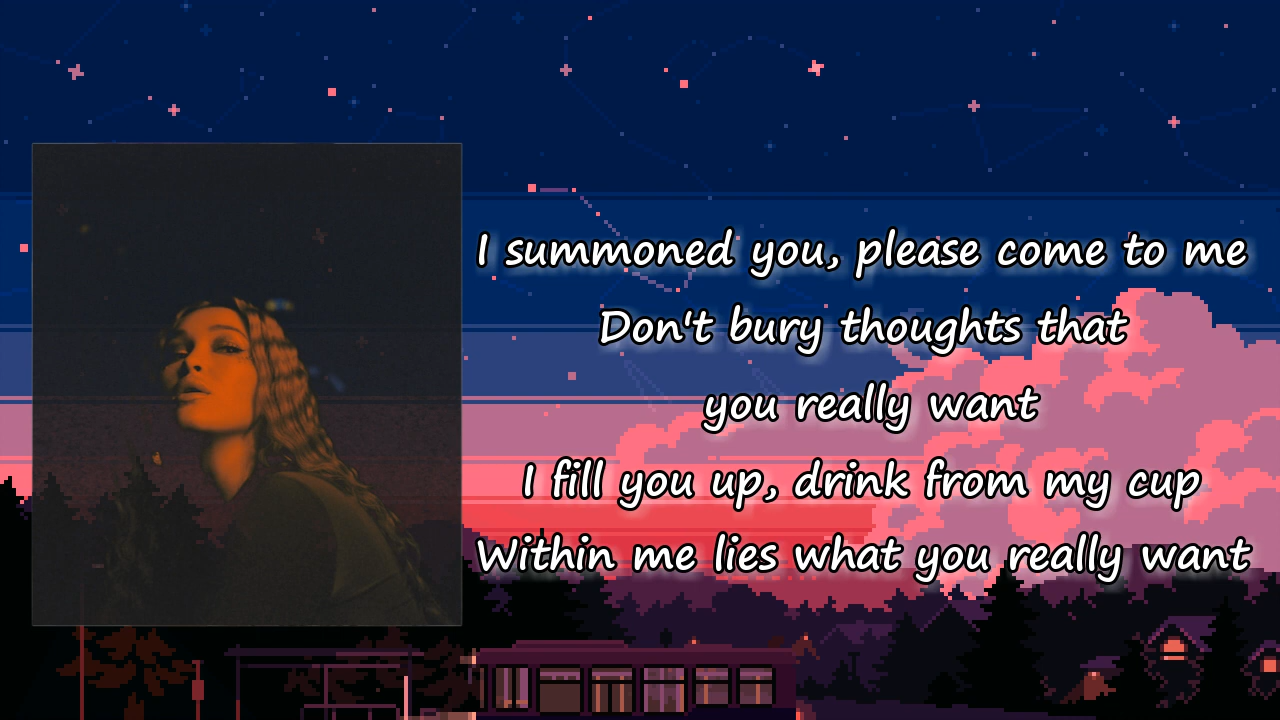 I summoned you, please come to me
Don't bury thoughts that
you really want
I fill you up, drink from my cup
Within me lies what you really want